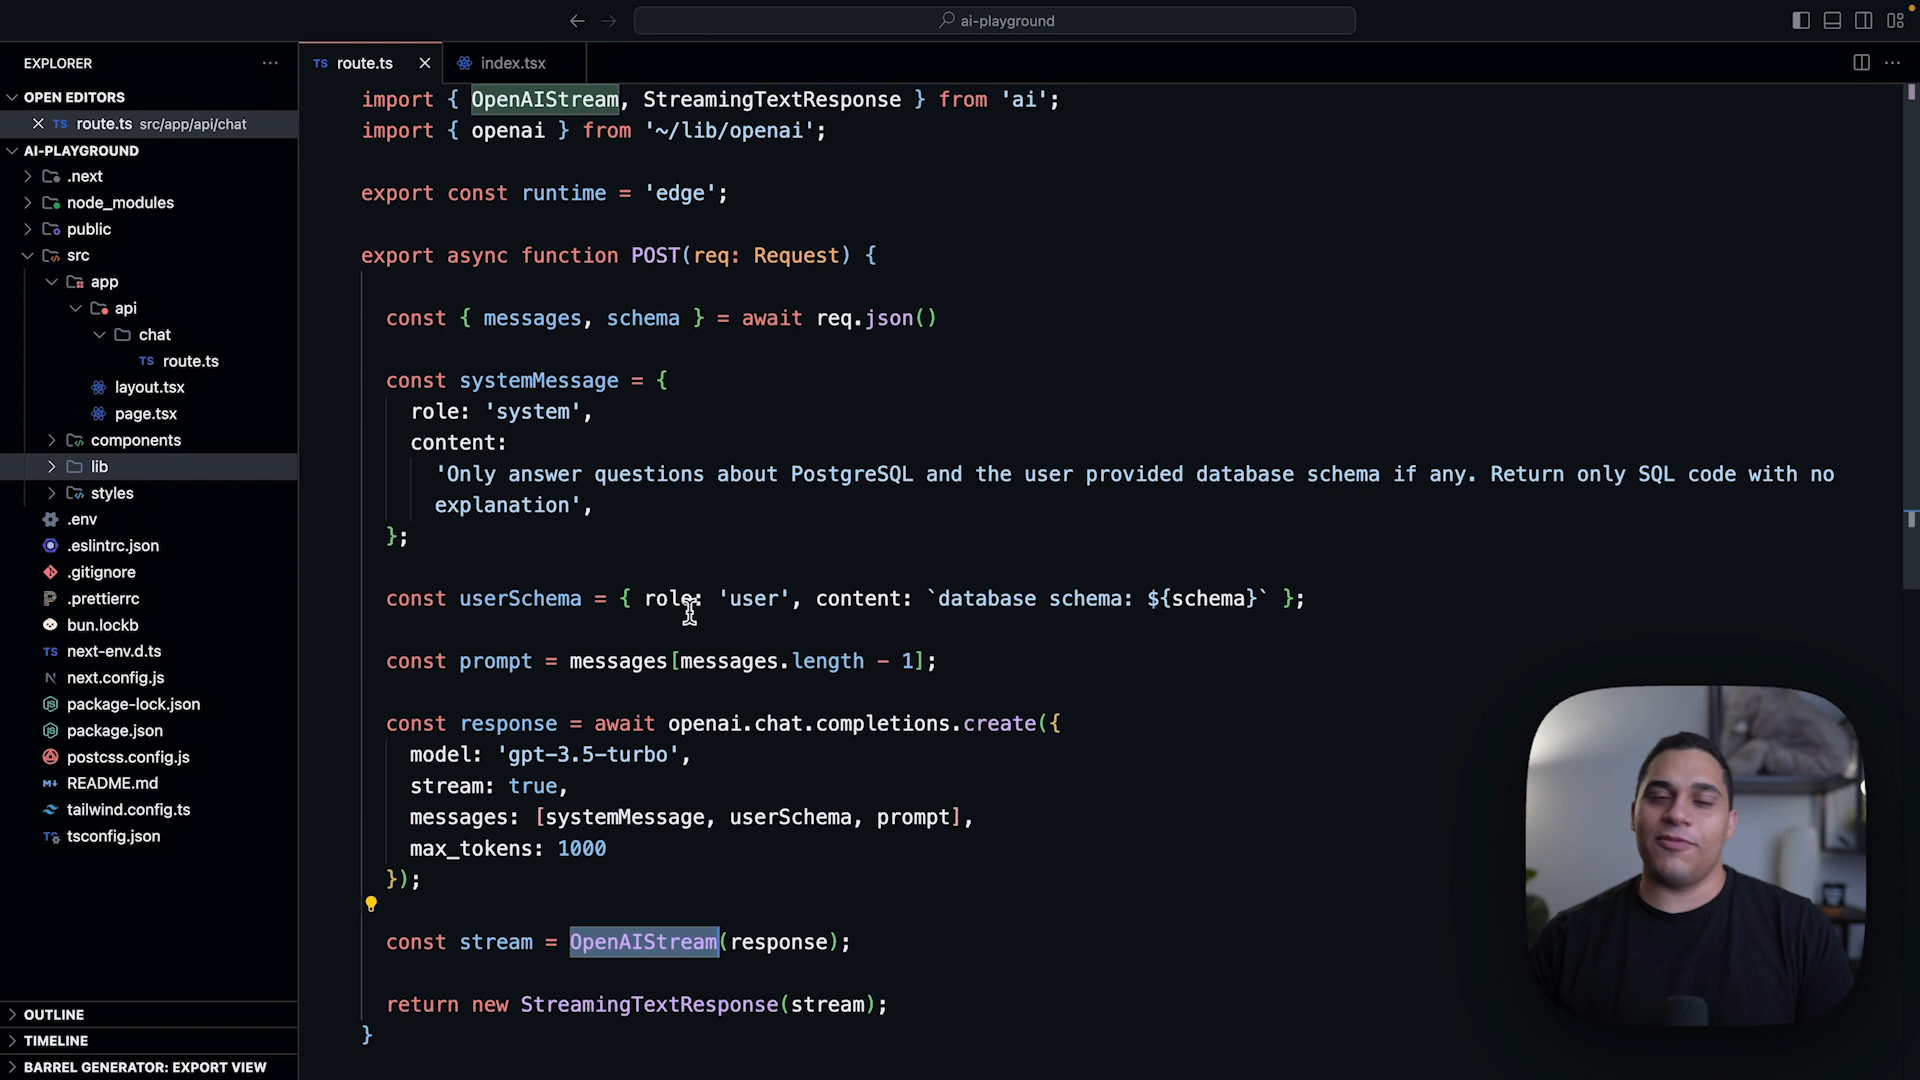 ai-playground
EXPLORER
OPEN EDITORS
TS route.ts src/app/api/chat
AI-PLAYGROUND
.next
node_modules
public
src
app
api
chat
TS route.ts
layout.tsx
page.tsx
components
lib
styles
.env
.eslintrc.json
.gitignore
.prettierrc
bun.lockb
TS next-env.d.ts
N next.config.js
package-lock.json
package.json
postcss.config.js
README.md
tailwind.config.ts
TS tsconfig.json
OUTLINE
TIMELINE
BARREL GENERATOR: EXPORT VIEW
TS route.ts
index.tsx
import { OpenAIStream, StreamingTextResponse } from 'ai';
import { openai } from '~/lib/openai';
export const runtime = 'edge';
export async function POST(req: Request) {
const { messages, schema } = await req.json()
const systemMessage = {
role: 'system',
content:
'Only answer questions about PostgreSQL and the user provided database schema if any. Return only SQL code with no
explanation',
};
const userSchema = { role: 'user', content: `database schema: ${schema}` };
const prompt = messages[messages.length - 1];
const response = await openai.chat.completions.create({
model: 'gpt-3.5-turbo',
stream: true,
messages: [systemMessage, userSchema, prompt],
max_tokens: 1000
});
const stream = OpenAIStream(response);
return new StreamingTextResponse(stream);
}